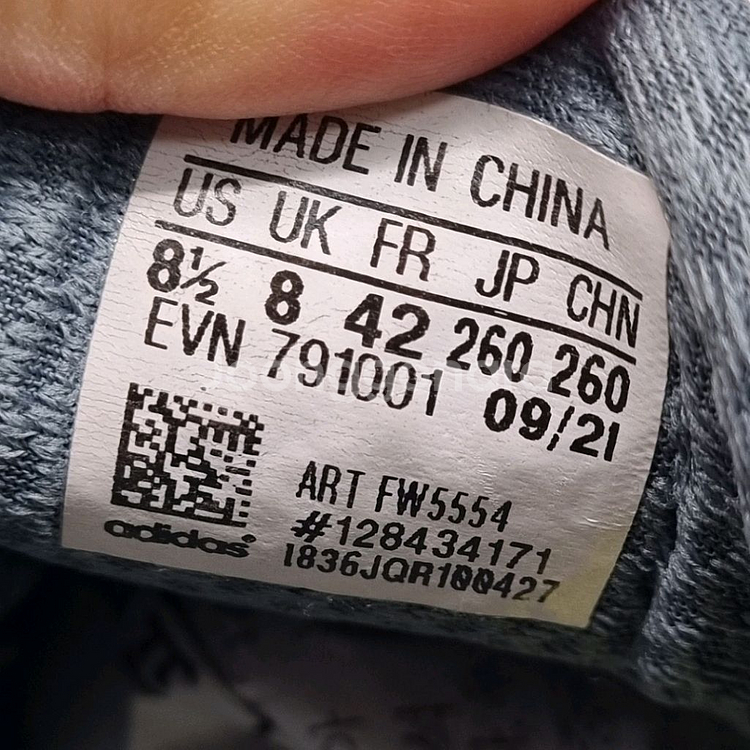 MADE IN CHINA
US UK FR JP CHN
8½ 8 42 260 260
EVN 791001 09/21
ART FW5554
#128434171
1836JQR100427
adidas